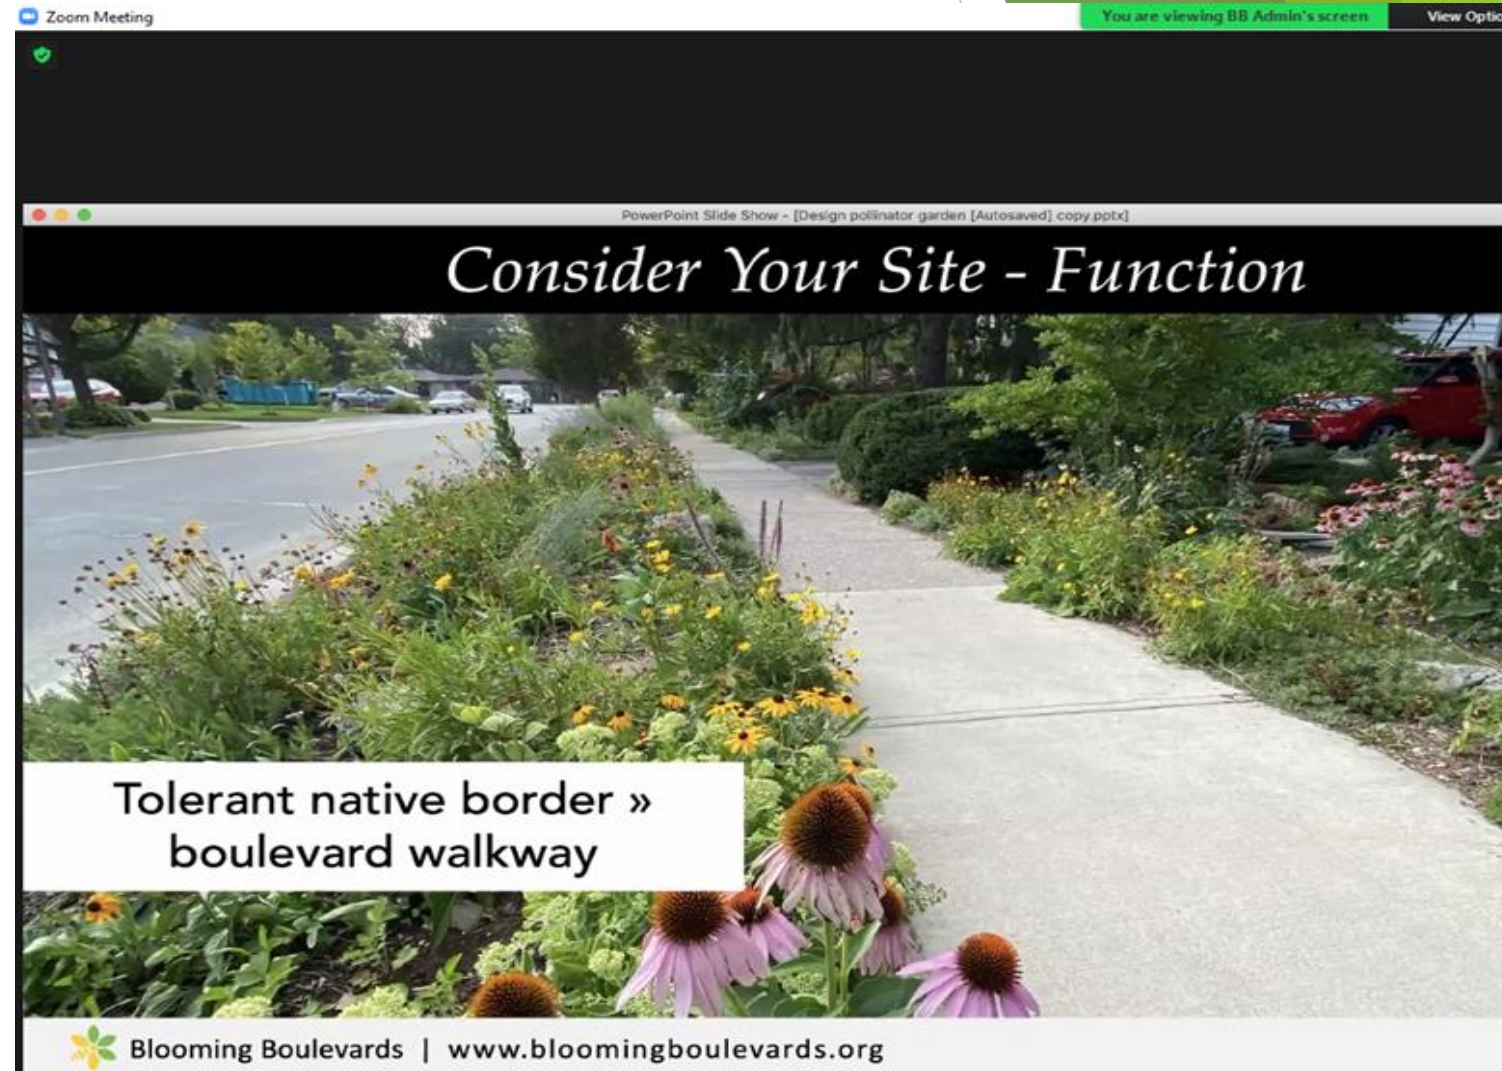 Zoom Meeting
You are viewing BB Admin's screen
View Optio
PowerPoint Slide Show - [Design pollinator garden [Autosaved] copy.pptx]
Consider Your Site - Function
Tolerant native border »
boulevard walkway
Blooming Boulevards | www.bloomingboulevards.org